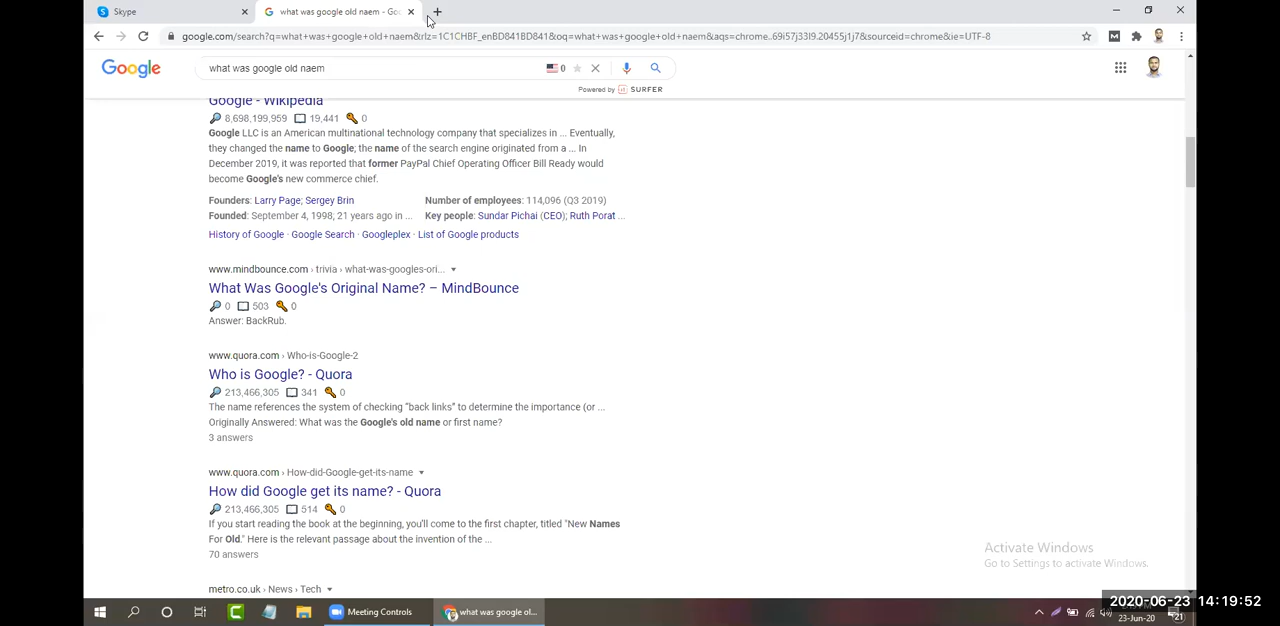 Skype
what was google old naem - Goo
google.com/search?q=what+was+google+old+naem&rlz=1C1CHBF_enBD841BD841&oq=what+was+google+old+naem&aqs=chrome..69i57j33l9.20455j1j7&sourceid=chrome&ie=UTF-8
Google
what was google old naem
0
Powered by SURFER
Google - Wikipedia
8,698,199,959 19,441 0
Google LLC is an American multinational technology company that specializes in ... Eventually,
they changed the name to Google; the name of the search engine originated from a ... In
December 2019, it was reported that former PayPal Chief Operating Officer Bill Ready would
become Google's new commerce chief.
Founders: Larry Page; Sergey Brin Number of employees: 114,096 (Q3 2019)
Founded: September 4, 1998, 21 years ago in ... Key people: Sundar Pichai (CEO); Ruth Porat ...
History of Google · Google Search · Googleplex · List of Google products
www.mindbounce.com › trivia › what-was-googles-ori...
What Was Google's Original Name? – MindBounce
0 503 0
Answer: BackRub.
www.quora.com › Who-is-Google-2
Who is Google? - Quora
213,466,305 341 0
The name references the system of checking “back links” to determine the importance (or ...
Originally Answered: What was the Google's old name or first name?
3 answers
www.quora.com › How-did-Google-get-its-name
How did Google get its name? - Quora
213,466,305 514 0
If you start reading the book at the beginning, you'll come to the first chapter, titled "New Names
For Old." Here is the relevant passage about the invention of the ...
70 answers
metro.co.uk › News › Tech
Activate Windows
Go to Settings to activate Windows.
Meeting Controls
what was google ol...
2020-06-23 14:19:52
23-Jun-20
21